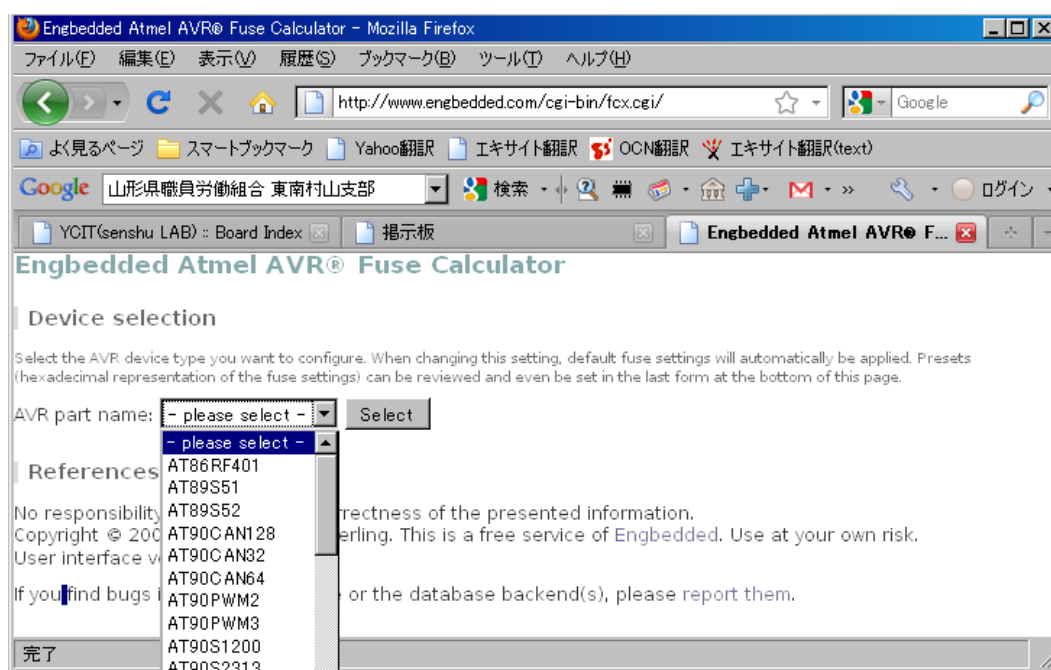 Engbedded Atmel AVR® Fuse Calculator - Mozilla Firefox
ファイル(F) 編集(E) 表示(V) 履歴(S) ブックマーク(B) ツール(T) ヘルプ(H)
http://www.engbedded.com/cgi-bin/fcx.cgi/ Google
よく見るページ スマートブックマーク Yahoo翻訳 エキサイト翻訳 OCN翻訳 エキサイト翻訳(text)
Google 山形県職員労働組合 東南村山支部 検索 » ログイン
YCIT(senshu LAB) :: Board Index 掲示板 Engbedded Atmel AVR® F...
Engbedded Atmel AVR® Fuse Calculator
Device selection
Select the AVR device type you want to configure. When changing this setting, default fuse settings will automatically be applied. Presets
(hexadecimal representation of the fuse settings) can be reviewed and even be set in the last form at the bottom of this page.
AVR part name: - please select - Select
- please select -
AT86RF401
References
AT89S51
AT89S52
No responsibility rrectness of the presented information.
AT90CAN128
Copyright © 200 erling. This is a free service of Engbedded. Use at your own risk.
AT90CAN32
User interface v
AT90CAN64
If you find bugs i or the database backend(s), please report them.
AT90PWM2
AT90PWM3
AT90S1200
完了
AT90S2313